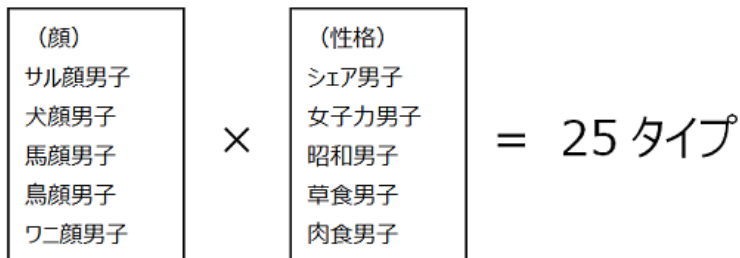 （顔）
サル顔男子
犬顔男子
馬顔男子
鳥顔男子
ワニ顔男子
×
（性格）
シェア男子
女子力男子
昭和男子
草食男子
肉食男子
= 25タイプ